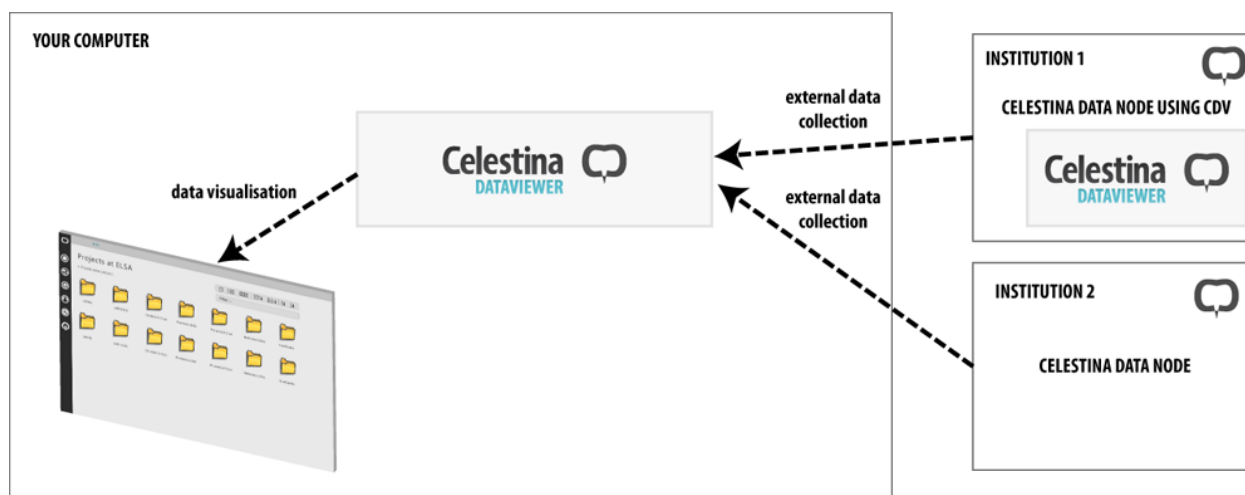 YOUR COMPUTER
external data
collection
Celestina
DATAVIEWER
data visualisation
external data
collection
Projects at ELSA
INSTITUTION 1
CELESTINA DATA NODE USING CDV
Celestina
DATAVIEWER
INSTITUTION 2
CELESTINA DATA NODE